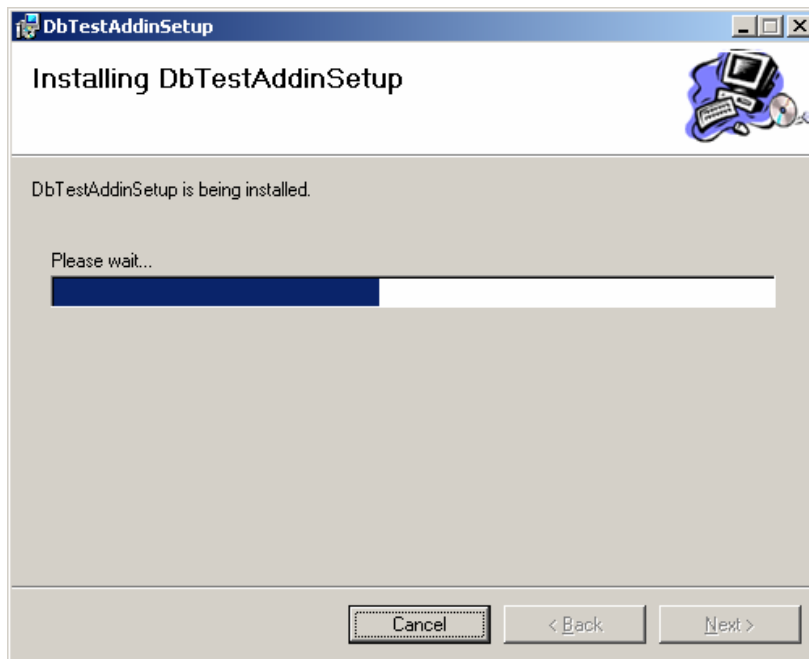 DbTestAddinSetup
Installing DbTestAddinSetup
DbTestAddinSetup is being installed.
Please wait...
Cancel
< Back
Next >